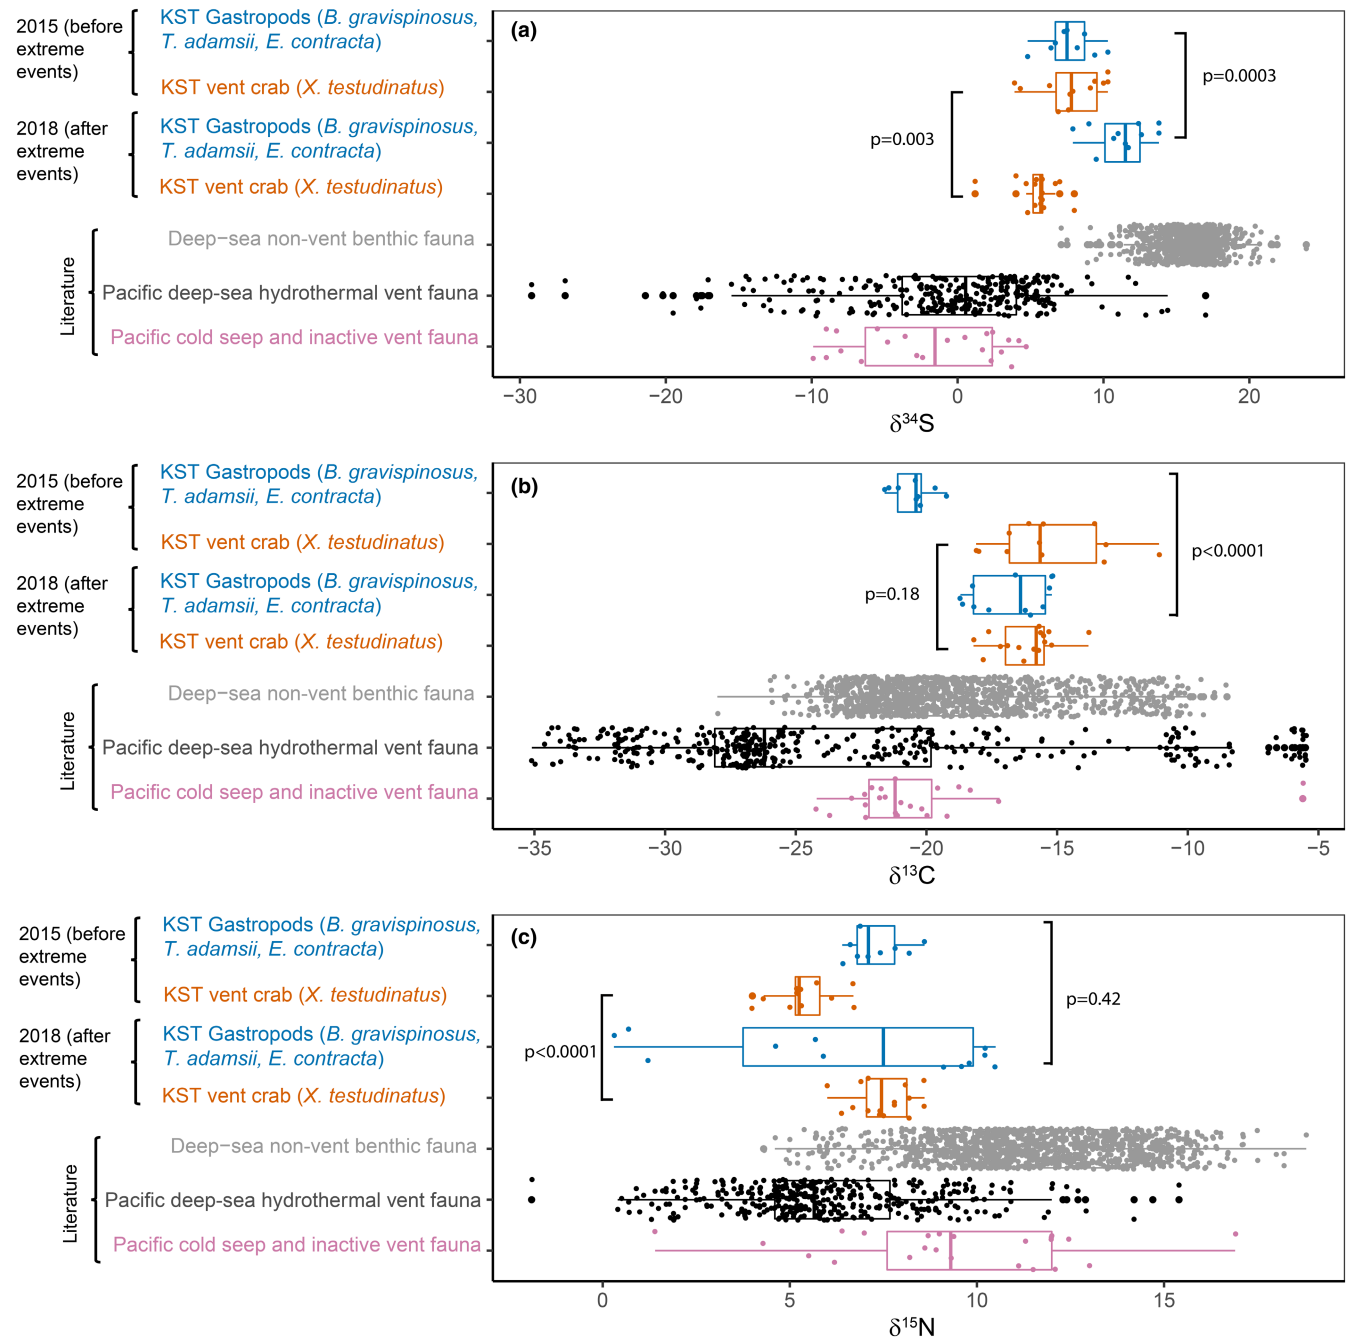 (a)
2015 (before
extreme
events)
KST Gastropods (B. gravispinosus,
T. adamsii, E. contracta)
KST vent crab (X. testudinatus)
2018 (after
extreme
events)
KST Gastropods (B. gravispinosus,
T. adamsii, E. contracta)
KST vent crab (X. testudinatus)
Literature
Deep−sea non−vent benthic fauna
Pacific deep−sea hydrothermal vent fauna
Pacific cold seep and inactive vent fauna
p=0.0003
p=0.003
−30 −20 −10 0 10 20
δ³⁴S
(b)
2015 (before
extreme
events)
KST Gastropods (B. gravispinosus,
T. adamsii, E. contracta)
KST vent crab (X. testudinatus)
2018 (after
extreme
events)
KST Gastropods (B. gravispinosus,
T. adamsii, E. contracta)
KST vent crab (X. testudinatus)
Literature
Deep−sea non−vent benthic fauna
Pacific deep−sea hydrothermal vent fauna
Pacific cold seep and inactive vent fauna
p<0.0001
p=0.18
−35 −30 −25 −20 −15 −10 −5
δ¹³C
(c)
2015 (before
extreme
events)
KST Gastropods (B. gravispinosus,
T. adamsii, E. contracta)
KST vent crab (X. testudinatus)
2018 (after
extreme
events)
KST Gastropods (B. gravispinosus,
T. adamsii, E. contracta)
KST vent crab (X. testudinatus)
Literature
Deep−sea non−vent benthic fauna
Pacific deep−sea hydrothermal vent fauna
Pacific cold seep and inactive vent fauna
p=0.42
p<0.0001
0 5 10 15
δ¹⁵N